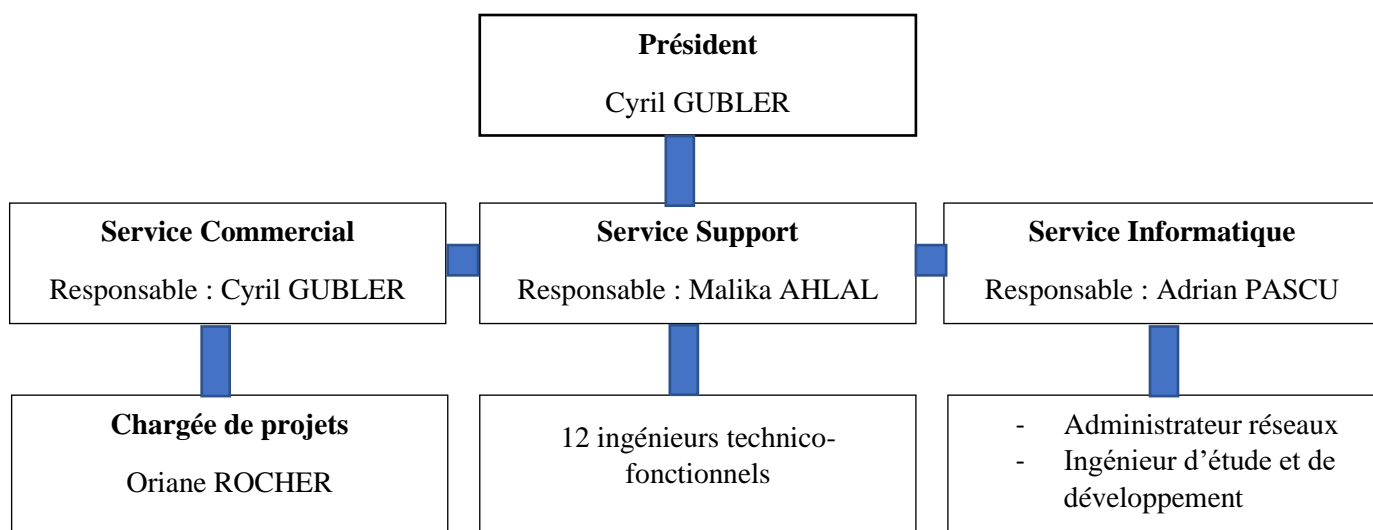 Président
Cyril GUBLER
Service Commercial
Responsable : Cyril GUBLER
Service Support
Responsable : Malika AHLAL
Service Informatique
Responsable : Adrian PASCU
Chargée de projets
Oriane ROCHER
12 ingénieurs technico-
fonctionnels
- Administrateur réseaux
- Ingénieur d’étude et de
développement